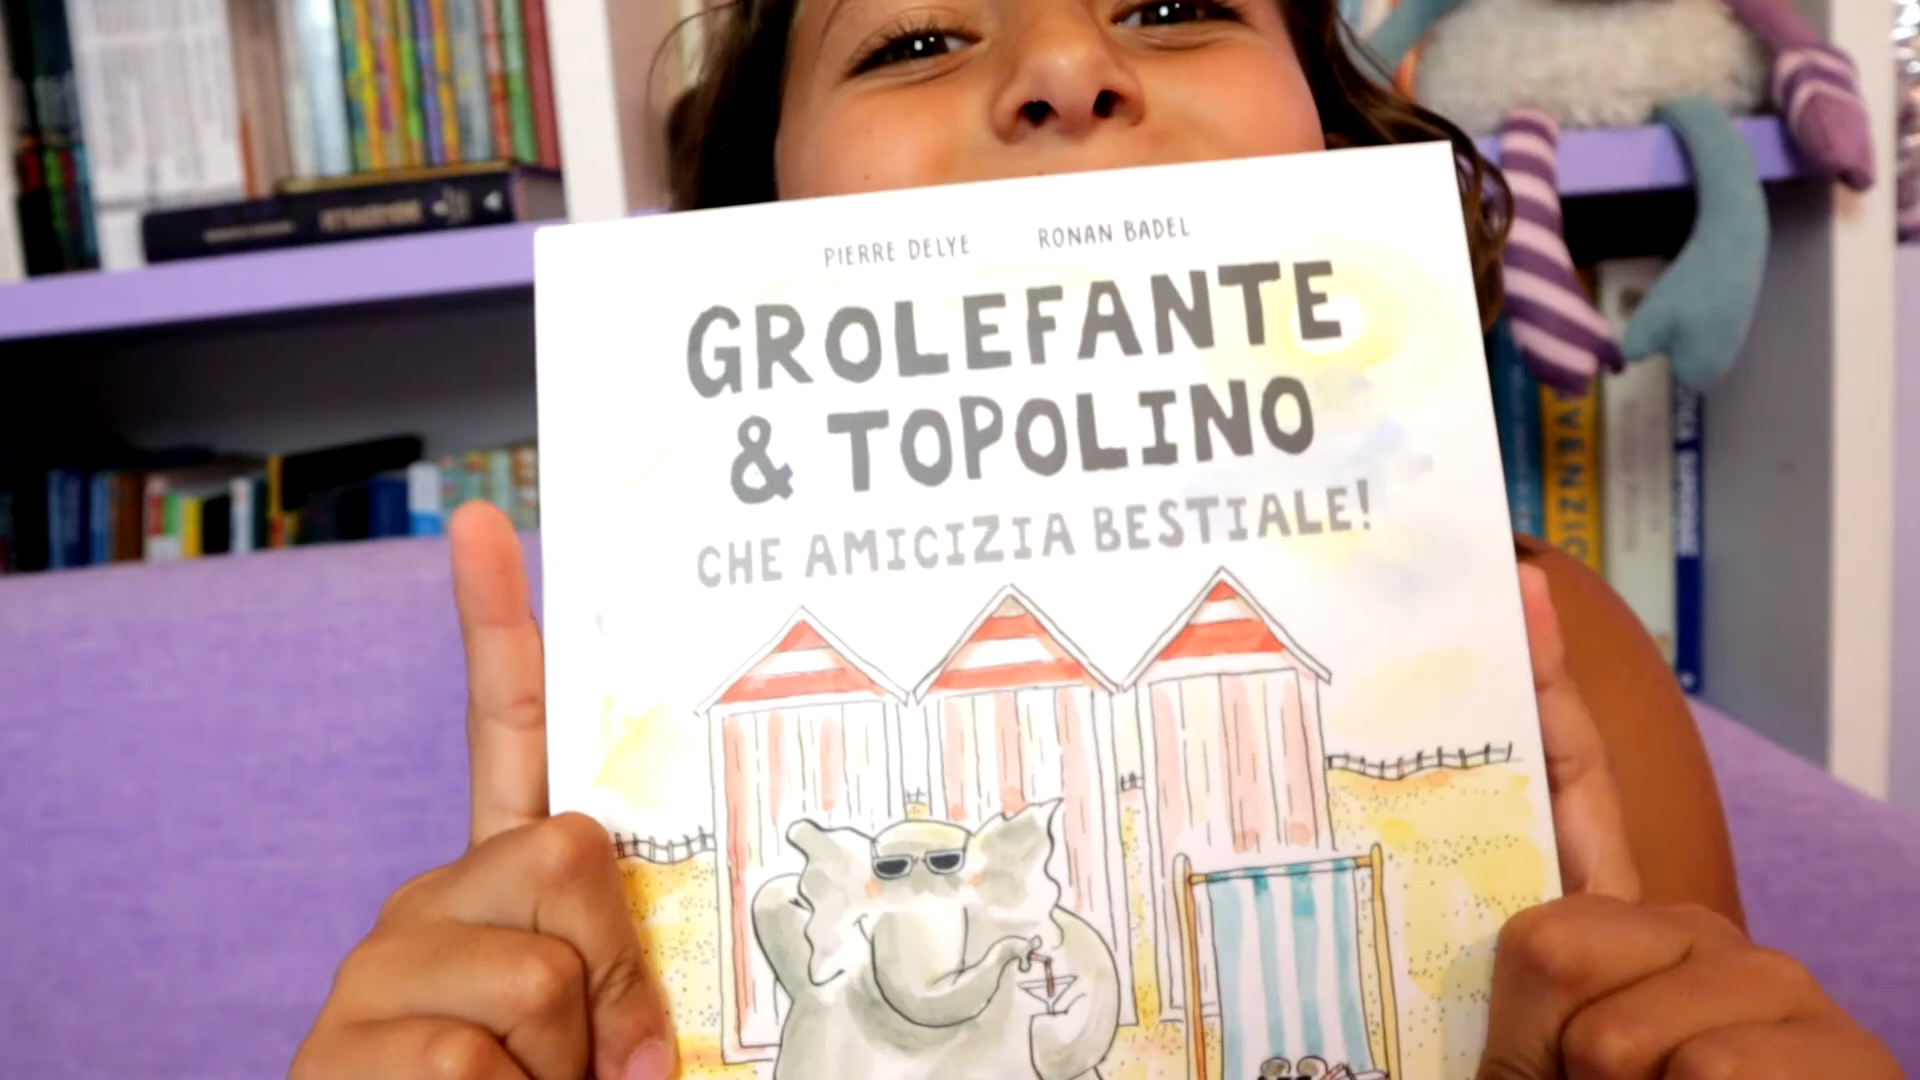 PIERRE DELYE RONAN BADEL
GROLEFANTE
& TOPOLINO
CHE AMICIZIA BESTIALE!